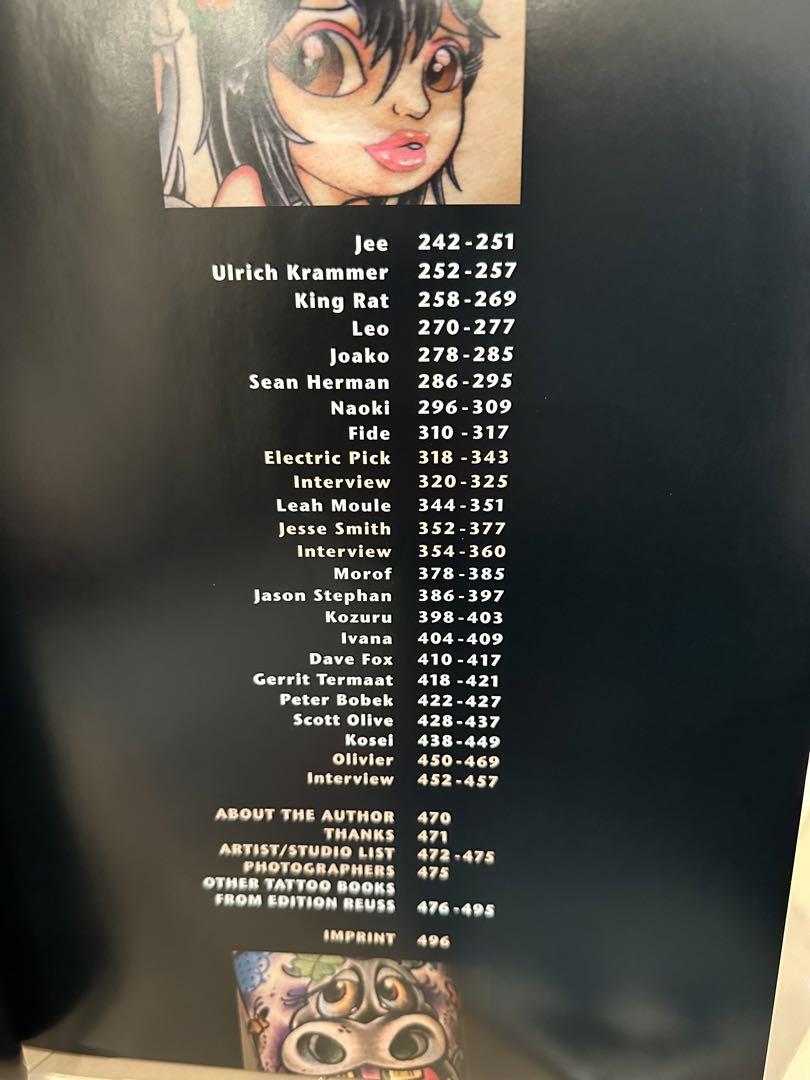 Jee 242-251
Ulrich Krammer 252-257
King Rat 258-269
Leo 270-277
Joako 278-285
Sean Herman 286-295
Naoki 296-309
Fide 310 -317
Electric Pick 318 -343
Interview 320-325
Leah Moule 344-351
Jesse Smith 352-377
Interview 354-360
Morof 378-385
Jason Stephan 386-397
Kozuru 398-403
Ivana 404-409
Dave Fox 410-417
Gerrit Termaat 418 -421
Peter Bobek 422-427
Scott Olive 428-437
Kosei 438-449
Olivier 450-469
Interview 452-457
ABOUT THE AUTHOR 470
THANKS 471
ARTIST/STUDIO LIST 472-475
PHOTOGRAPHERS 475
OTHER TATTOO BOOKS
FROM EDITION REUSS 476-495
IMPRINT 496